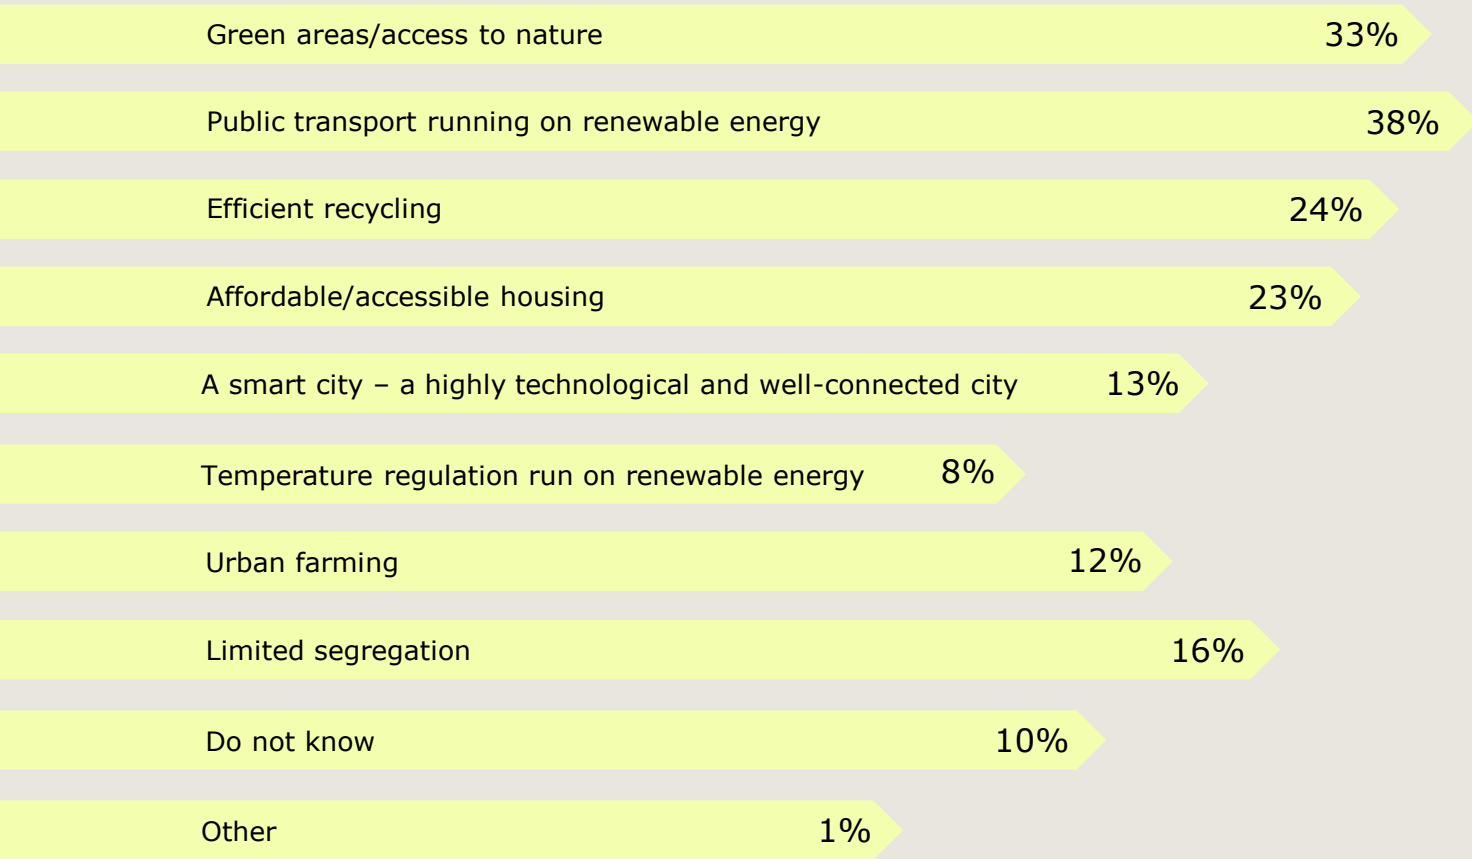 Green areas/access to nature 33%
Public transport running on renewable energy 38%
Efficient recycling 24%
Affordable/accessible housing 23%
A smart city – a highly technological and well-connected city 13%
Temperature regulation run on renewable energy 8%
Urban farming 12%
Limited segregation 16%
Do not know 10%
Other 1%